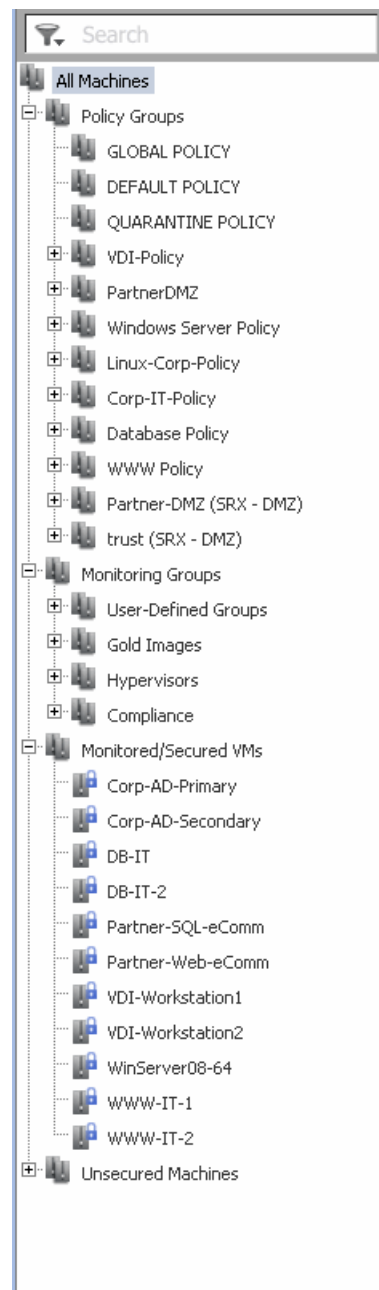 Search
All Machines
Policy Groups
GLOBAL POLICY
DEFAULT POLICY
QUARANTINE POLICY
VDI-Policy
PartnerDMZ
Windows Server Policy
Linux-Corp-Policy
Corp-IT-Policy
Database Policy
WWW Policy
Partner-DMZ (SRX - DMZ)
trust (SRX - DMZ)
Monitoring Groups
User-Defined Groups
Gold Images
Hypervisors
Compliance
Monitored/Secured VMs
Corp-AD-Primary
Corp-AD-Secondary
DB-IT
DB-IT-2
Partner-SQL-eComm
Partner-Web-eComm
VDI-Workstation1
VDI-Workstation2
WinServer08-64
WWW-IT-1
WWW-IT-2
Unsecured Machines